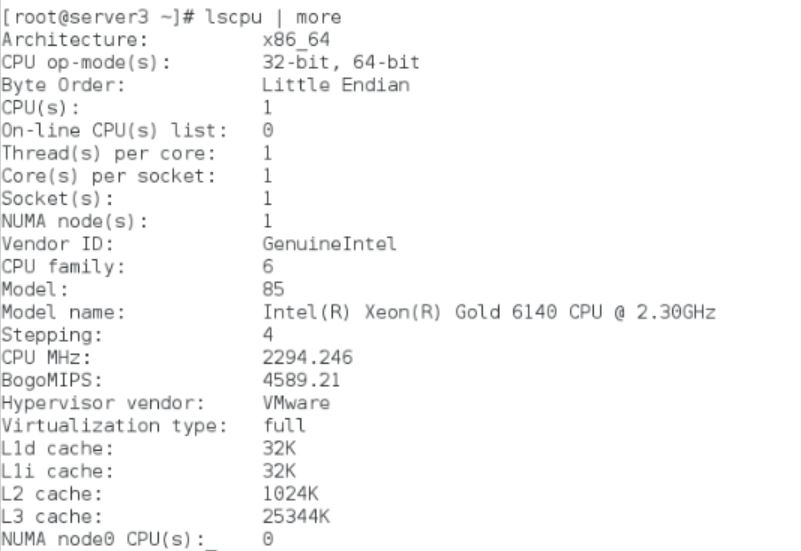 [root@server3 ~]# lscpu | more
Architecture:          x86_64
CPU op-mode(s):        32-bit, 64-bit
Byte Order:            Little Endian
CPU(s):                1
On-line CPU(s) list:   0
Thread(s) per core:    1
Core(s) per socket:    1
Socket(s):             1
NUMA node(s):          1
Vendor ID:             GenuineIntel
CPU family:            6
Model:                 85
Model name:            Intel(R) Xeon(R) Gold 6140 CPU @ 2.30GHz
Stepping:              4
CPU MHz:               2294.246
BogoMIPS:              4589.21
Hypervisor vendor:     VMware
Virtualization type:   full
L1d cache:             32K
L1i cache:             32K
L2 cache:              1024K
L3 cache:              25344K
NUMA node0 CPU(s):_    0